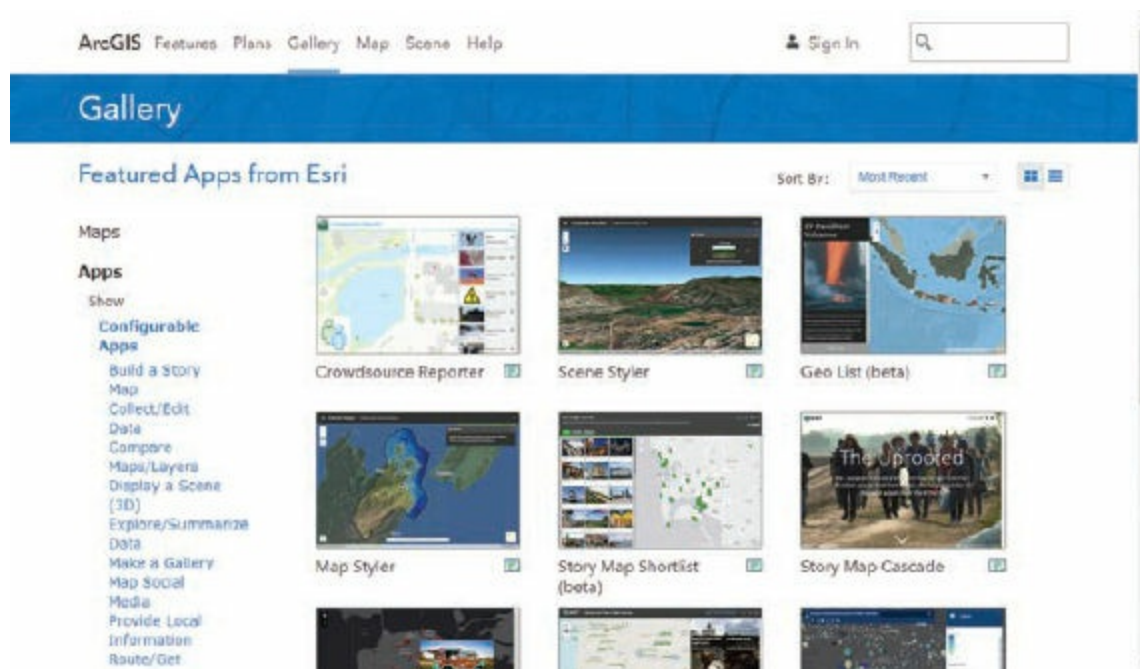 ArcGIS Features Plans Gallery Map Scene Help Sign In
Gallery
Featured Apps from Esri
Sort By: Most Recent
Maps
Apps
Show
Configurable
Apps
Build a Story
Map
Collect/Edit
Data
Compare
Maps/Layers
Display a Scene
(3D)
Explore/Summarize
Data
Make a Gallery
Map Social
Media
Provide Local
Information
Route/Get
Crowdsource Reporter
Scene Styler
Geo List (beta)
The Uprooted
Map Styler
Story Map Shortlist
(beta)
Story Map Cascade